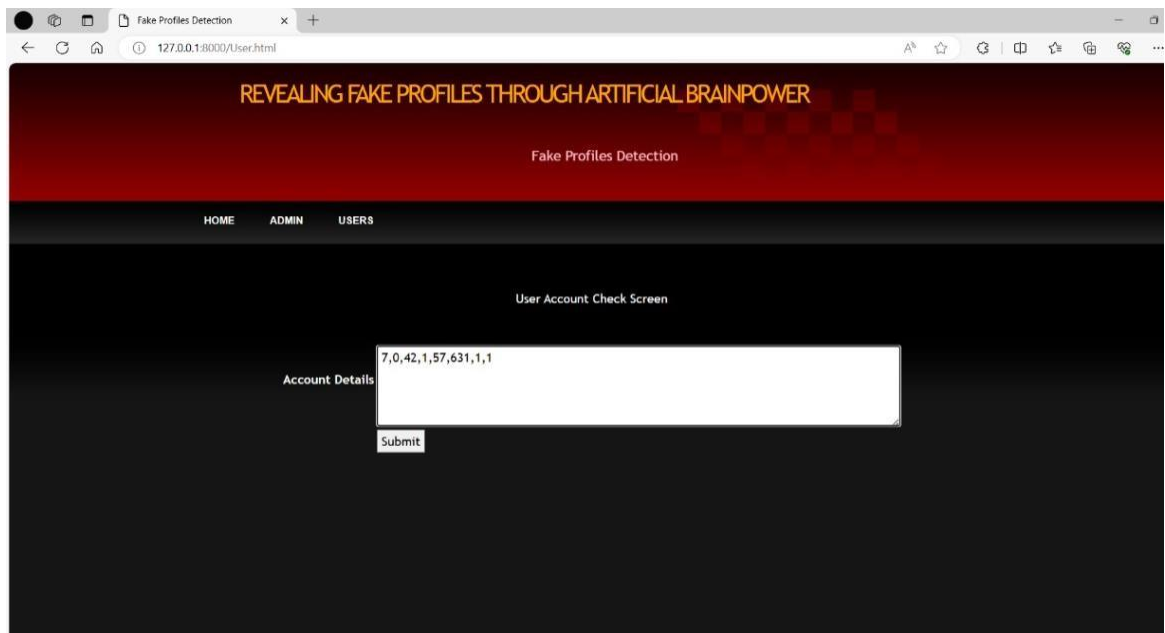 Fake Profiles Detection
127.0.0.1:8000/User.html
REVEALING FAKE PROFILES THROUGH ARTIFICIAL BRAINPOWER
Fake Profiles Detection
HOME ADMIN USERS
User Account Check Screen
7,0,42,1,57,631,1,1
Account Details
Submit